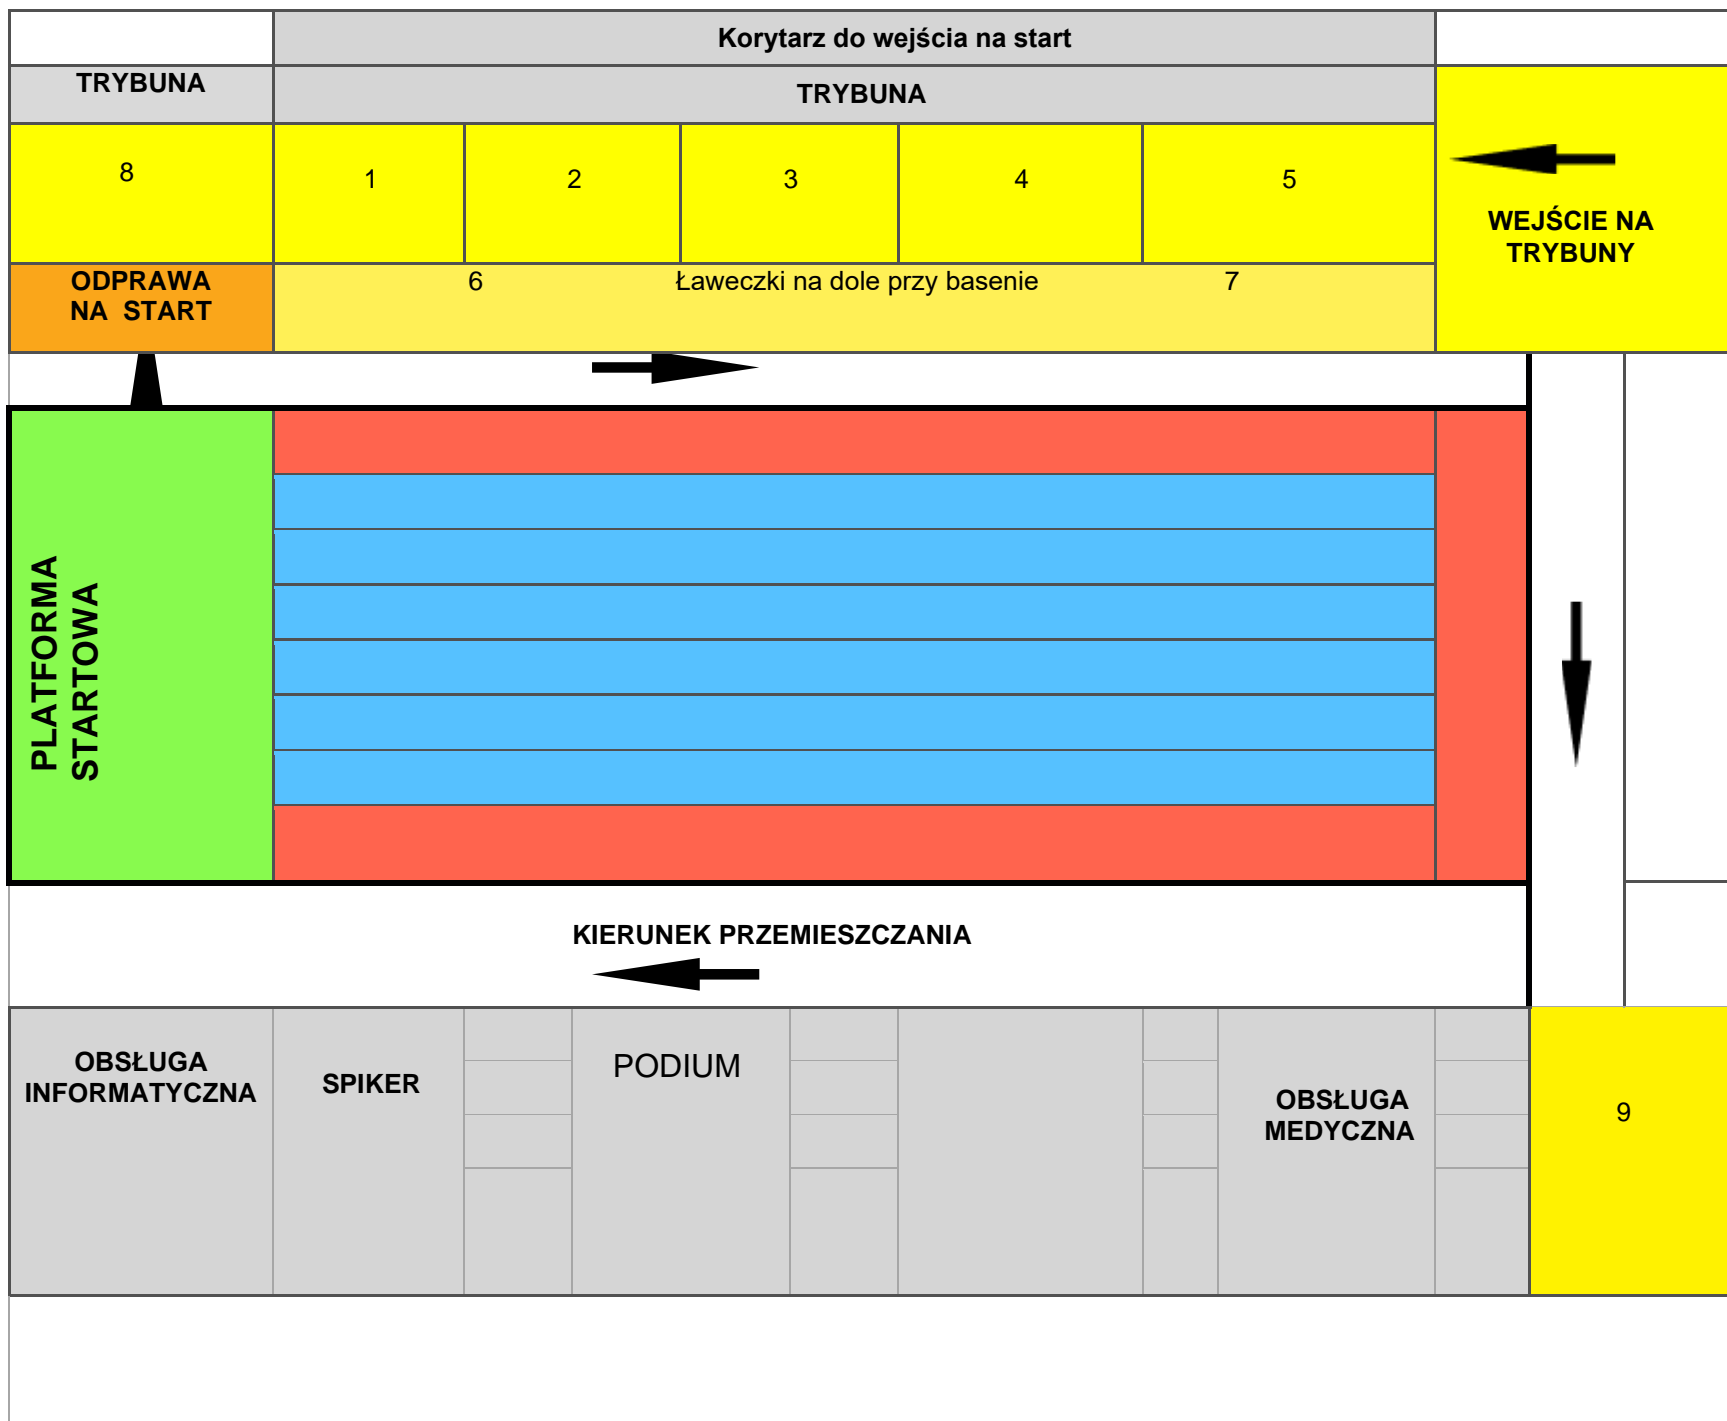 Korytarz do wejścia na start
TRYBUNA
TRYBUNA
8
1
2
3
4
5
WEJŚCIE NA
TRYBUNY
ODPRAWA
NA START
6
Ławeczki na dole przy basenie
7
PLATFORMA
STARTOWA
KIERUNEK PRZEMIESZCZANIA
OBSŁUGA
INFORMATYCZNA
SPIKER
PODIUM
OBSŁUGA
MEDYCZNA
9